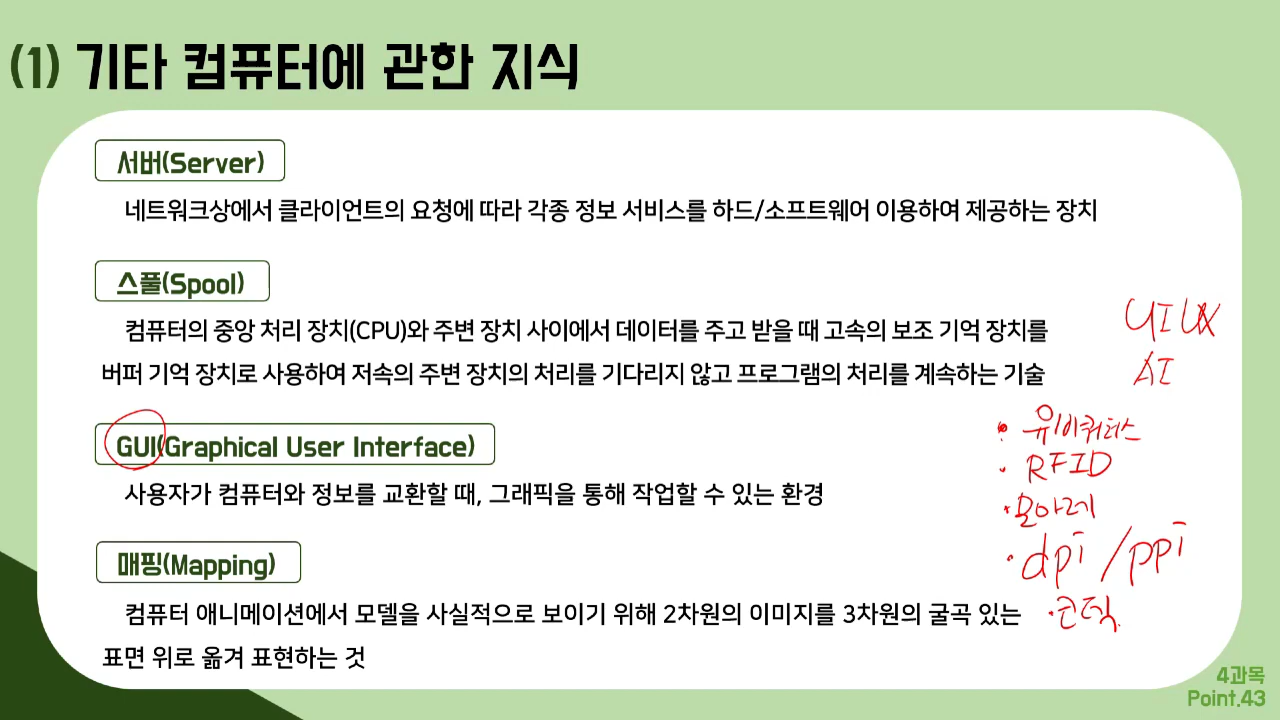 (1) 기타 컴퓨터에 관한 지식
서버(Server)
네트워크상에서 클라이언트의 요청에 따라 각종 정보 서비스를 하드/소프트웨어 이용하여 제공하는 장치
스풀(Spool)
컴퓨터의 중앙 처리 장치(CPU)와 주변 장치 사이에서 데이터를 주고 받을 때 고속의 보조 기억 장치를
버퍼 기억 장치로 사용하여 저속의 주변 장치의 처리를 기다리지 않고 프로그램의 처리를 계속하는 기술
UI UX
AI
GUI(Graphical User Interface)
사용자가 컴퓨터와 정보를 교환할 때, 그래픽을 통해 작업할 수 있는 환경
· 유비쿼터스
· RFID
· 모아레
· dpi / ppi
· 코덱
매핑(Mapping)
컴퓨터 애니메이션에서 모델을 사실적으로 보이기 위해 2차원의 이미지를 3차원의 굴곡 있는
표면 위로 옮겨 표현하는 것
4과목
Point.43